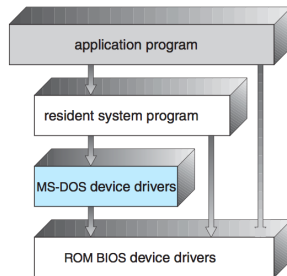 application program
resident system program
MS-DOS device drivers
ROM BIOS device drivers